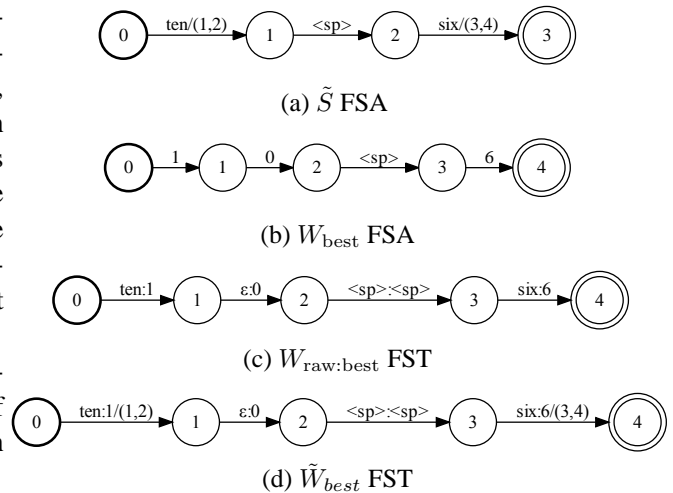 ten/(1,2) <sp> six/(3,4)
0 1 2 3
(a) S̃ FSA
1 0 <sp> 6
0 1 2 3 4
(b) W_best FSA
ten:1 ε:0 <sp>:<sp> six:6
0 1 2 3 4
(c) W_raw:best FST
ten:1/(1,2) ε:0 <sp>:<sp> six:6/(3,4)
0 1 2 3 4
(d) W̃_best FST